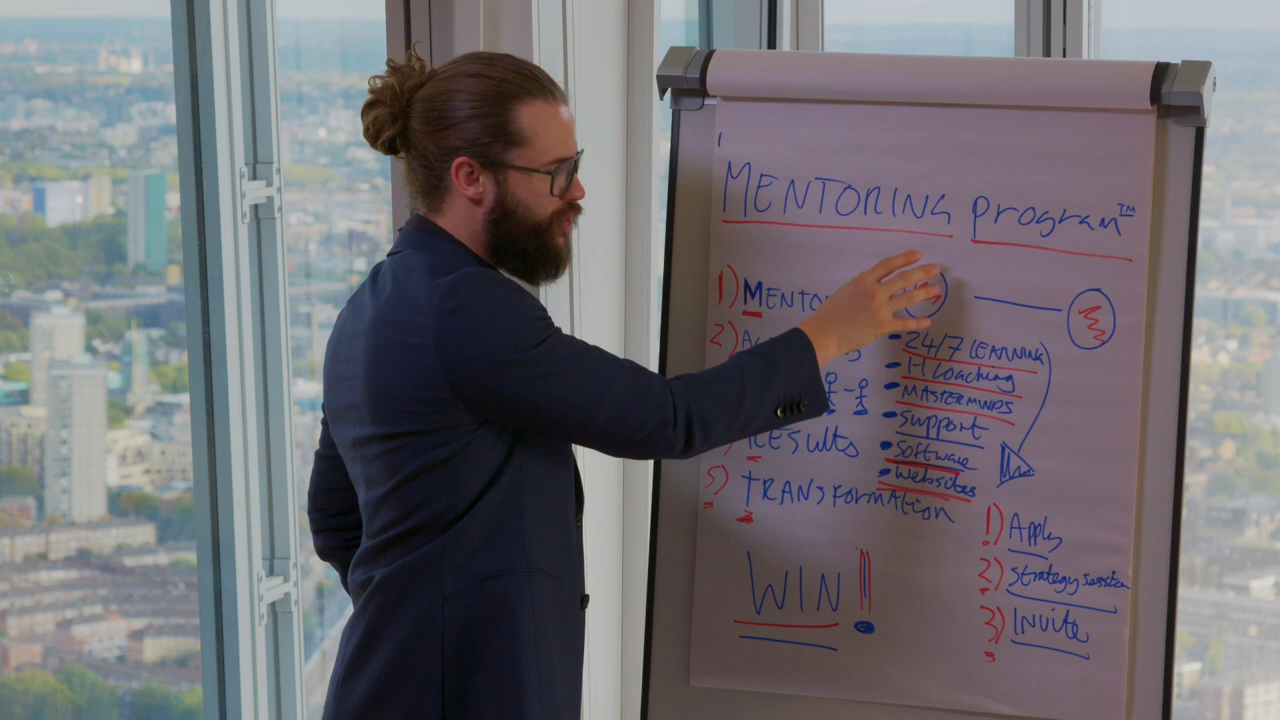 MENTORING program™
1) MENTO
2) A
RESULTS
5) TRANSFORMATION
WIN!
• 24/7 LEARNING
• 1-1 Coaching
• MASTERMINDS
• Support
• Software
• Websites
1) Apply
2) Strategy session
3) INVITE